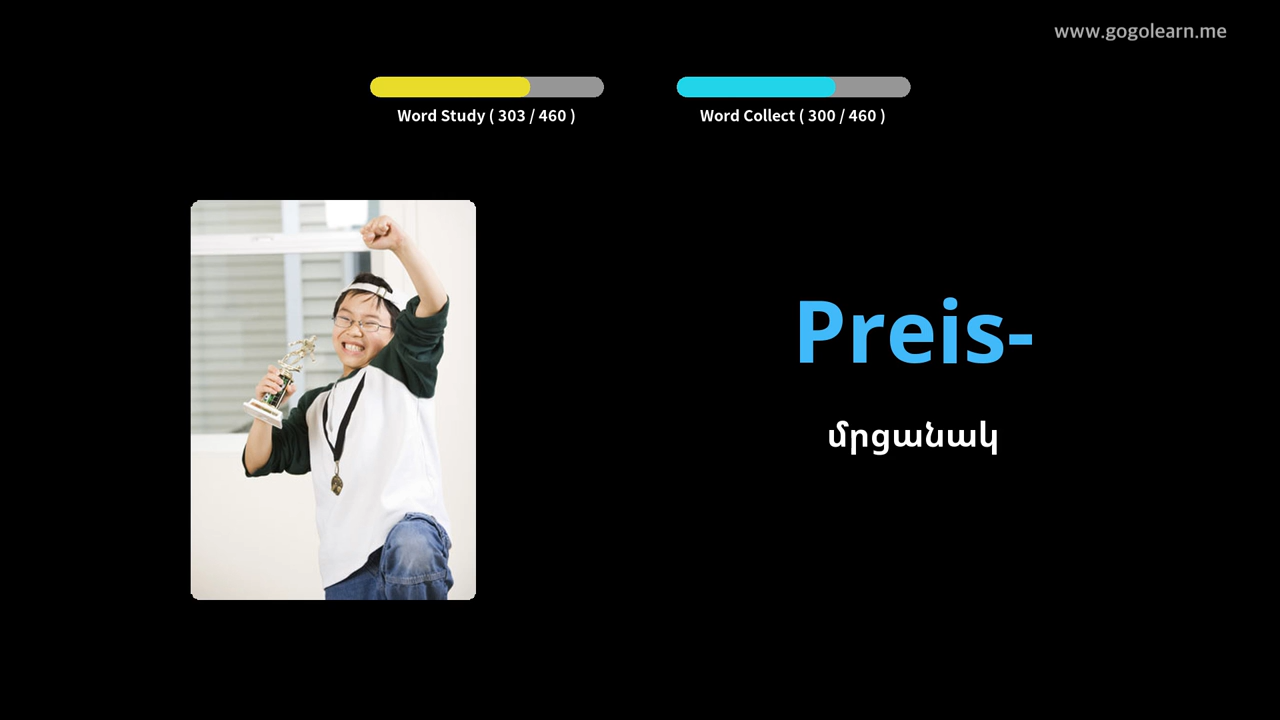 www.gogolearn.me
Word Study ( 303 / 460 )
Word Collect ( 300 / 460 )
Preis-
մրցանակ